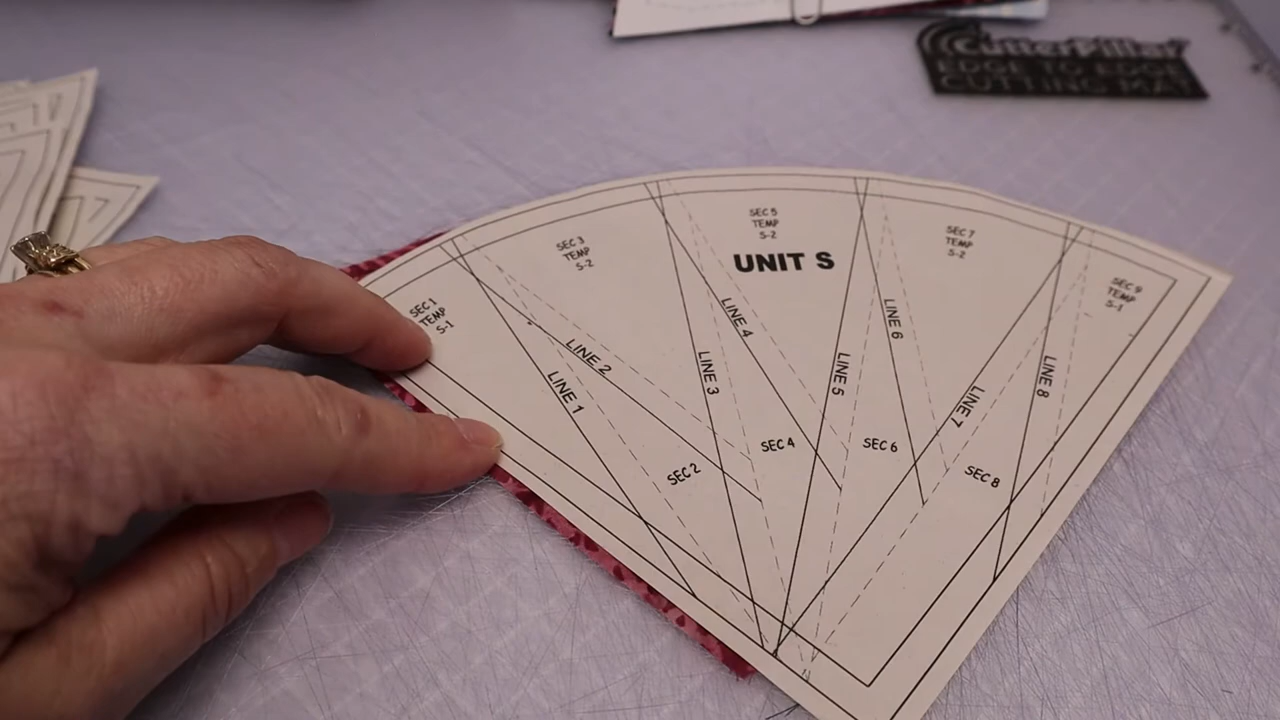 CutterPillar
EDGE TO EDGE
CUTTING MAT
UNIT S
SEC 1
TEMP
S-1
SEC 3
TEMP
S-2
SEC 5
TEMP
S-2
SEC 7
TEMP
S-2
SEC 9
TEMP
S-1
LINE 1
LINE 2
LINE 3
LINE 4
LINE 5
LINE 6
LINE 7
LINE 8
SEC 2
SEC 4
SEC 6
SEC 8